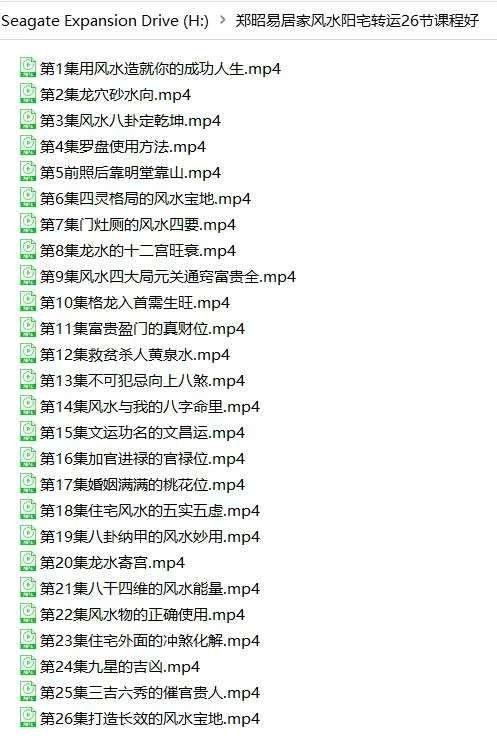 Seagate Expansion Drive (H:) > 郑昭易居家风水阳宅转运26节课程好
第1集用风水造就你的成功人生.mp4
第2集龙穴砂水向.mp4
第3集风水八卦定乾坤.mp4
第4集罗盘使用方法.mp4
第5前照后靠明堂靠山.mp4
第6集四灵格局的风水宝地.mp4
第7集门灶厕的风水四要.mp4
第8集龙水的十二宫旺衰.mp4
第9集风水四大局元关通窍富贵全.mp4
第10集格龙入首需生旺.mp4
第11集富贵盈门的真财位.mp4
第12集救贫杀人黄泉水.mp4
第13集不可犯忌向上八煞.mp4
第14集风水与我的八字命里.mp4
第15集文运功名的文昌运.mp4
第16集加官进禄的官禄位.mp4
第17集婚姻满满的桃花位.mp4
第18集住宅风水的五实五虚.mp4
第19集八卦纳甲的风水妙用.mp4
第20集龙水寄宫.mp4
第21集八干四维的风水能量.mp4
第22集风水物的正确使用.mp4
第23集住宅外面的冲煞化解.mp4
第24集九星的吉凶.mp4
第25集三吉六秀的催官贵人.mp4
第26集打造长效的风水宝地.mp4